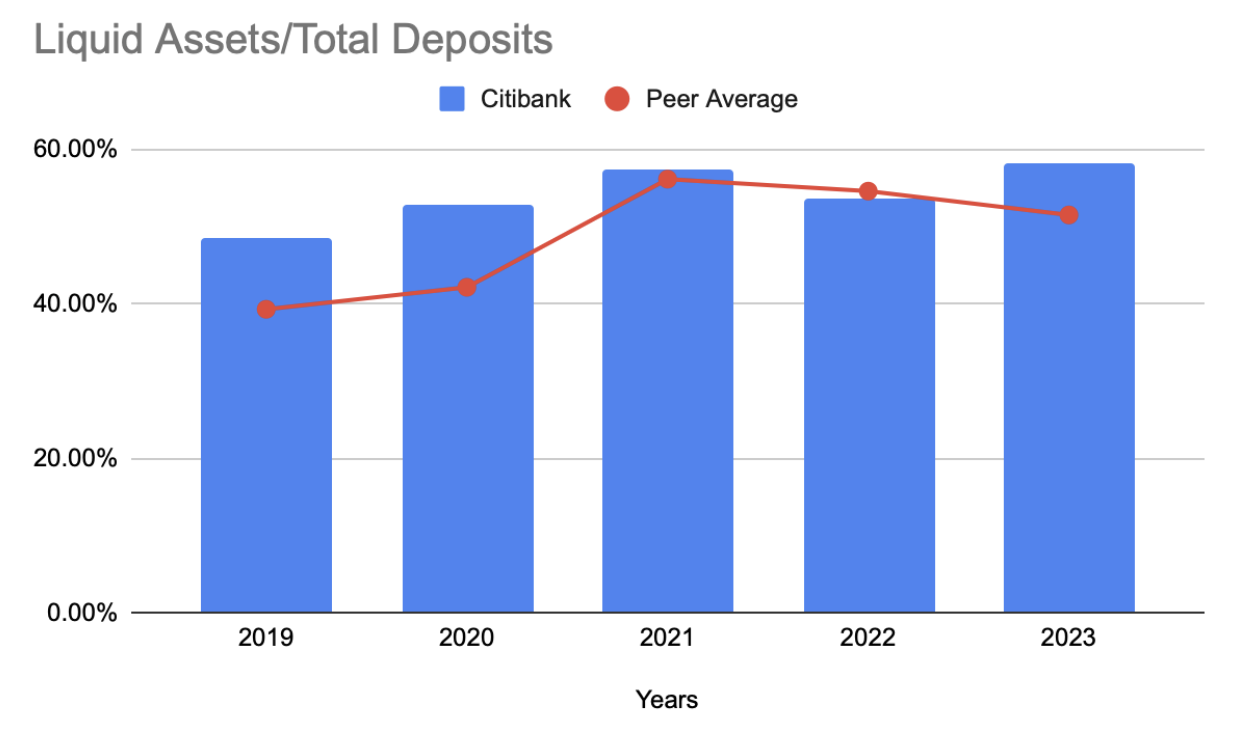 Liquid Assets/Total Deposits
Citibank Peer Average
60.00%
40.00%
20.00%
0.00%
2019 2020 2021 2022 2023
Years